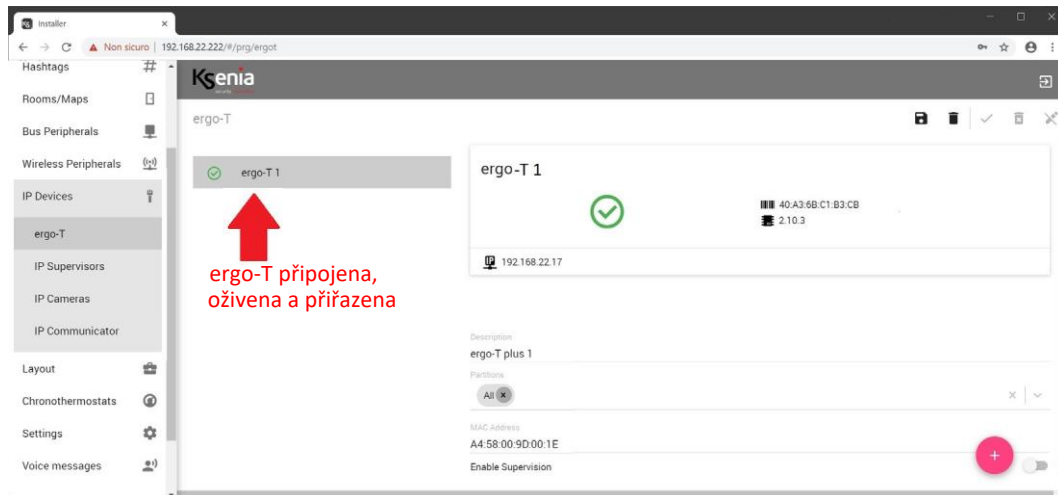 Installer
Non sicuro | 192.168.22.222/#/prg/ergot
Hashtags
Ksenia
Rooms/Maps
ergo-T
Bus Peripherals
Wireless Peripherals
ergo-T 1
ergo-T 1
40:A3:6B:C1:B3:CB
2.10.3
IP Devices
ergo-T
192.168.22.17
IP Supervisors
ergo-T připojena,
oživena a přiřazena
IP Cameras
IP Communicator
Description
ergo-T plus 1
Layout
Partitions
All
Chronothermostats
MAC Address
A4:58:00:9D:00:1E
Settings
Enable Supervision
Voice messages